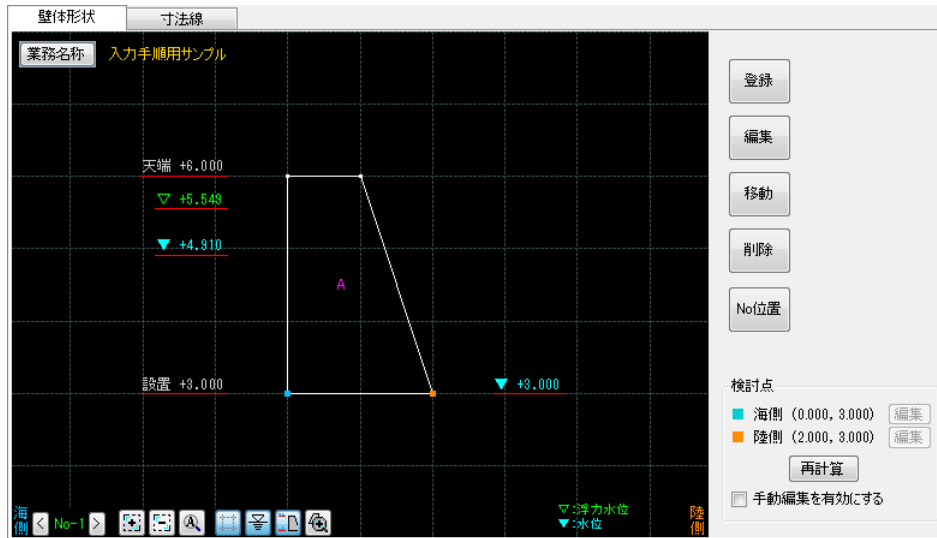 壁体形状 寸法線
業務名称 入力手順用サンプル
登録
編集
移動
削除
No位置
天端 +6.000
▽ +5.549
▼ +4.910
A
設置 +3.000
▼ +3.000
検討点
海側 (0.000, 3.000) 編集
陸側 (2.000, 3.000) 編集
再計算
手動編集を有効にする
海側 < No-1 >
▽:浮力水位
▼:水位
陸側